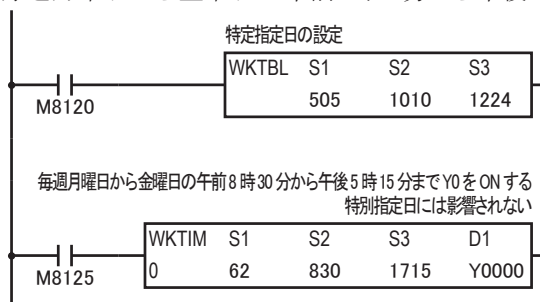 特定指定日の設定
WKTBL S1 S2 S3
505 1010 1224
M8120
毎週月曜日から金曜日の午前8時30分から午後5時15分までY0をONする
特別指定日には影響されない
WKTIM S1 S2 S3 D1
0 62 830 1715 Y0000
M8125